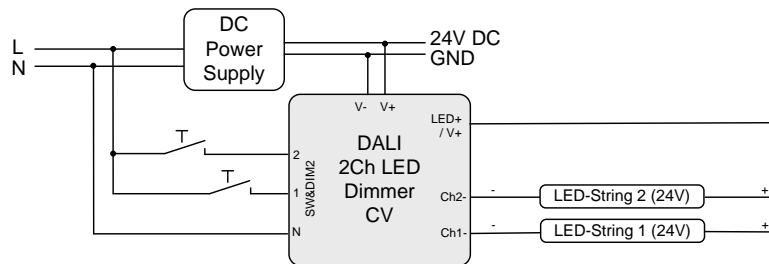 DC
Power
Supply
L
N
24V DC
GND
V- V+
LED+
/ V+
DALI
2Ch LED
Dimmer
CV
T
2
T
1
SW&DIM2
N
Ch2-
-
LED-String 2 (24V)
+
Ch1-
-
LED-String 1 (24V)
+